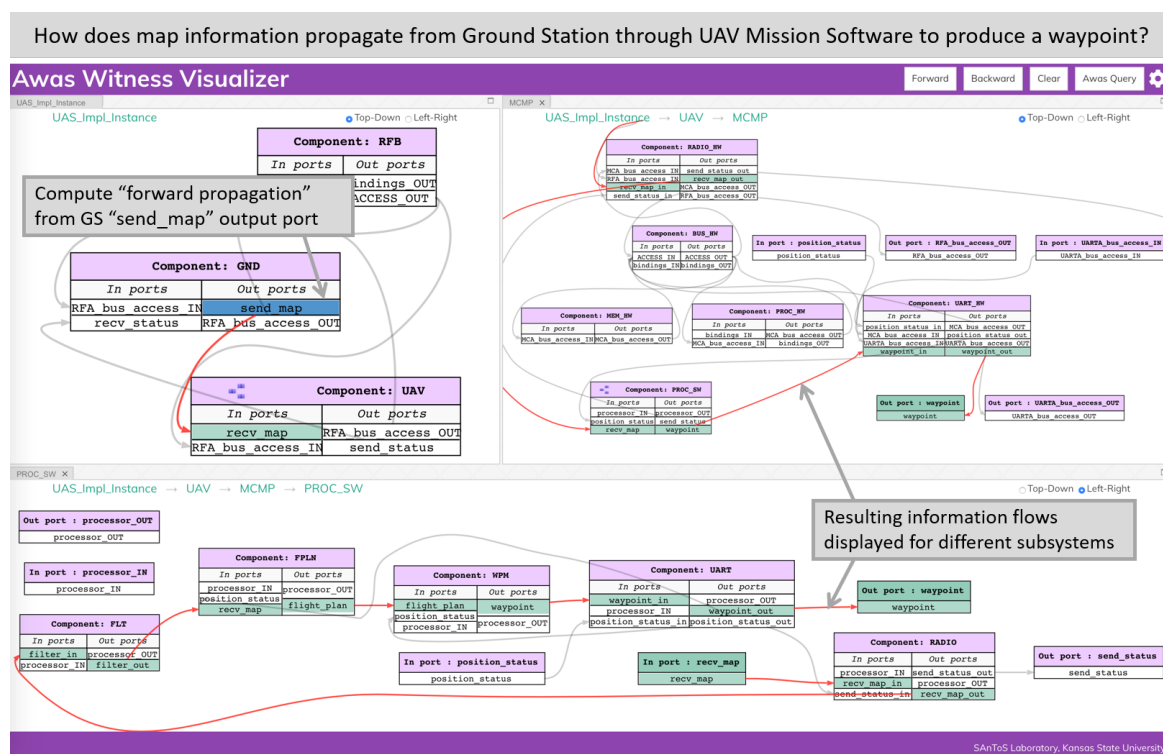 How does map information propagate from Ground Station through UAV Mission Software to produce a waypoint?
Awas Witness Visualizer
Forward Backward Clear Awas Query
UAS_Impl_Instance
UAS_Impl_Instance
Top-Down Left-Right
Component: RFB
In ports Out ports
bindings_OUT
ACCESS_OUT
Compute “forward propagation”
from GS “send_map” output port
Component: GND
In ports Out ports
RFA_bus_access_IN send_map
recv_status RFA_bus_access_OUT
Component: UAV
In ports Out ports
recv_map RFA_bus_access_OUT
RFA_bus_access_IN send_status
MCMP X
UAS_Impl_Instance → UAV → MCMP
Top-Down Left-Right
Component: RADIO_HW
In ports Out ports
MCA_bus_access_IN send_status_out
RFA_bus_access_IN recv_map_out
recv_map_in MCA_bus_access_OUT
send_status_in RFA_bus_access_OUT
Component: BUS_HW
In ports Out ports
ACCESS_IN ACCESS_OUT
bindings_IN bindings_OUT
In port : position_status
position_status
Out port : RFA_bus_access_OUT
RFA_bus_access_OUT
In port : UARTA_bus_access_IN
UARTA_bus_access_IN
Component: MEM_HW
In ports Out ports
MCA_bus_access_IN MCA_bus_access_OUT
Component: PROC_HW
In ports Out ports
bindings_IN MCA_bus_access_OUT
MCA_bus_access_IN bindings_OUT
Component: UART_HW
In ports Out ports
position_status_in MCA_bus_access_OUT
MCA_bus_access_IN position_status_out
UARTA_bus_access_IN UARTA_bus_access_OUT
waypoint_in waypoint_out
Component: PROC_SW
In ports Out ports
processor_IN processor_OUT
position_status send_status
recv_map waypoint
Out port : waypoint
waypoint
Out port : UARTA_bus_access_OUT
UARTA_bus_access_OUT
PROC_SW X
UAS_Impl_Instance → UAV → MCMP → PROC_SW
Top-Down Left-Right
Resulting information flows
displayed for different subsystems
Out port : processor_OUT
processor_OUT
In port : processor_IN
processor_IN
Component: FLT
In ports Out ports
filter_in processor_OUT
processor_IN filter_out
Component: FPLN
In ports Out ports
processor_IN processor_OUT
position_status
recv_map flight_plan
Component: WPM
In ports Out ports
flight_plan waypoint
position_status
processor_IN processor_OUT
Component: UART
In ports Out ports
waypoint_in processor_OUT
processor_IN waypoint_out
position_status_in position_status_out
Out port : waypoint
waypoint
In port : position_status
position_status
In port : recv_map
recv_map
Component: RADIO
In ports Out ports
processor_IN send_status_out
recv_map_in processor_OUT
send_status_in recv_map_out
Out port : send_status
send_status
SAnToS Laboratory, Kansas State University